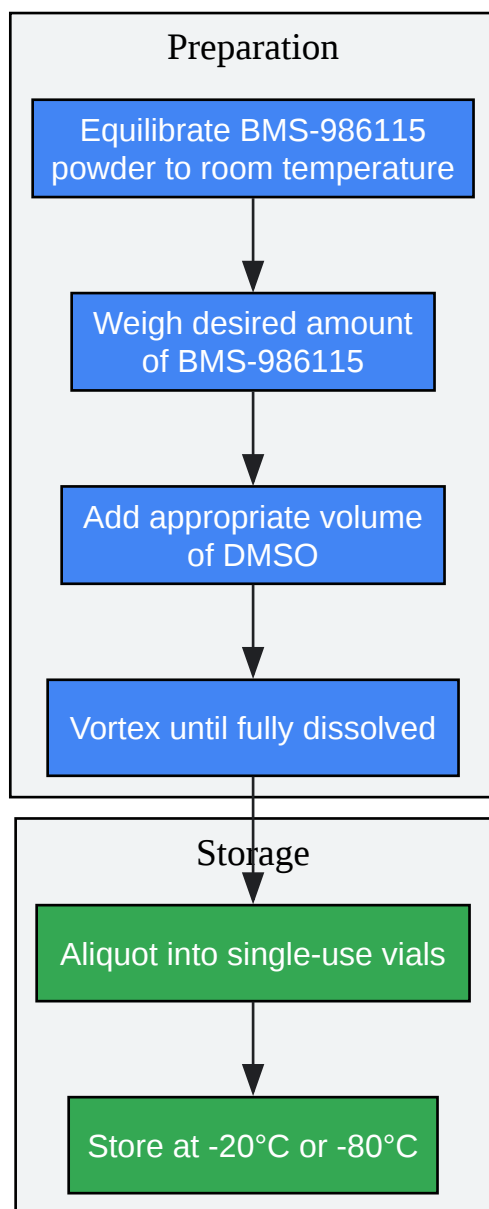 Preparation
Equilibrate BMS-986115
powder to room temperature
Weigh desired amount
of BMS-986115
Add appropriate volume
of DMSO
Vortex until fully dissolved
Storage
Aliquot into single-use vials
Store at -20°C or -80°C